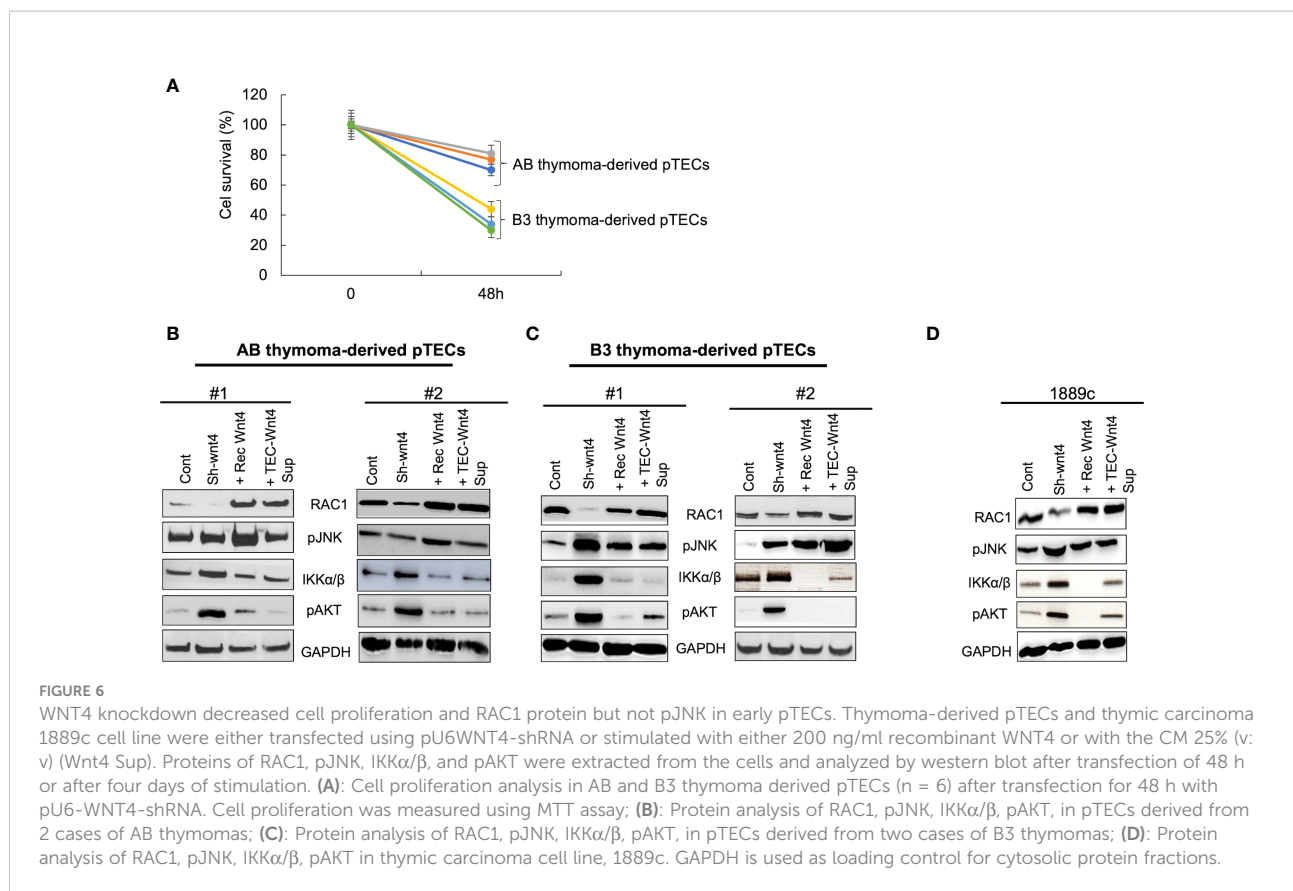 A
Cel survival (%)
120
100
80
60
40
20
0
0
48h
AB thymoma-derived pTECs
B3 thymoma-derived pTECs
B
AB thymoma-derived pTECs
#1
Cont
Sh-wnt4
+ Rec Wnt4
+ TEC-Wnt4
Sup
#2
Cont
Sh-wnt4
+ Rec Wnt4
+ TEC-Wnt4
Sup
RAC1
pJNK
IKKα/β
pAKT
GAPDH
C
B3 thymoma-derived pTECs
#1
Cont
Sh-wnt4
+ Rec Wnt4
+ TEC-Wnt4
Sup
#2
Cont
Sh-wnt4
+ Rec Wnt4
+ TEC-Wnt4
Sup
RAC1
pJNK
IKKα/β
pAKT
GAPDH
D
1889c
Cont
Sh-wnt4
+ Rec Wnt4
+ TEC-Wnt4
Sup
RAC1
pJNK
IKKα/β
pAKT
GAPDH
FIGURE 6
WNT4 knockdown decreased cell proliferation and RAC1 protein but not pJNK in early pTECs. Thymoma-derived pTECs and thymic carcinoma
1889c cell line were either transfected using pU6WNT4-shRNA or stimulated with either 200 ng/ml recombinant WNT4 or with the CM 25% (v:
v) (Wnt4 Sup). Proteins of RAC1, pJNK, IKKα/β, and pAKT were extracted from the cells and analyzed by western blot after transfection of 48 h
or after four days of stimulation. (A): Cell proliferation analysis in AB and B3 thymoma derived pTECs (n = 6) after transfection for 48 h with
pU6-WNT4-shRNA. Cell proliferation was measured using MTT assay; (B): Protein analysis of RAC1, pJNK, IKKα/β, pAKT, in pTECs derived from
2 cases of AB thymomas; (C): Protein analysis of RAC1, pJNK, IKKα/β, pAKT, in pTECs derived from two cases of B3 thymomas; (D): Protein
analysis of RAC1, pJNK, IKKα/β, pAKT in thymic carcinoma cell line, 1889c. GAPDH is used as loading control for cytosolic protein fractions.